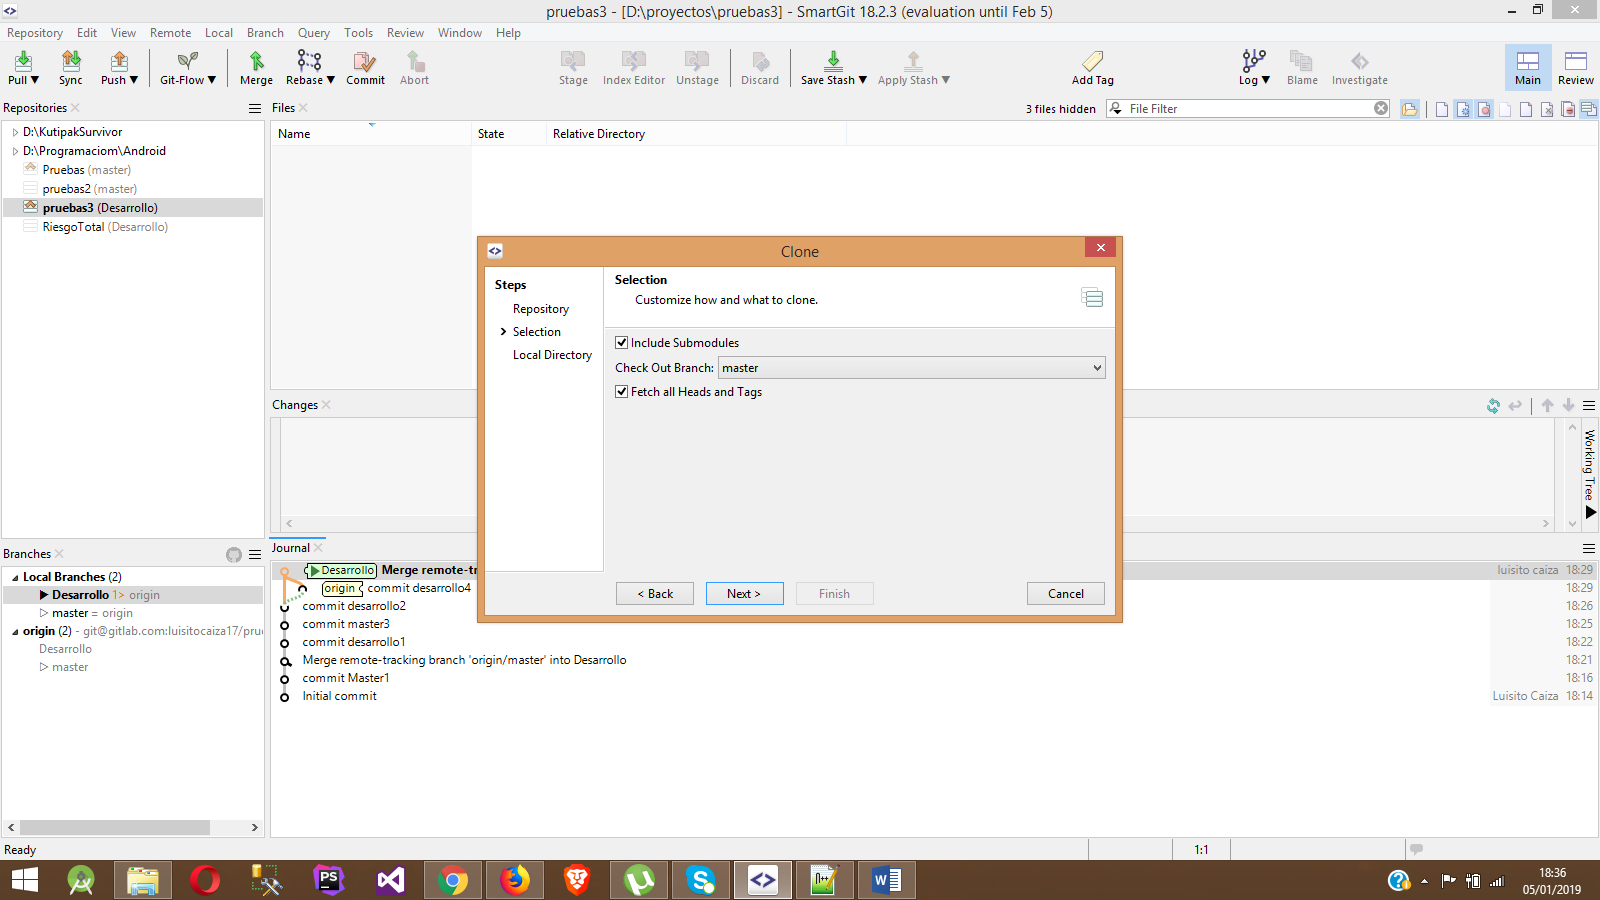 pruebas3 - [D:\proyectos\pruebas3] - SmartGit 18.2.3 (evaluation until Feb 5)
Repository Edit View Remote Local Branch Query Tools Review Window Help
Pull Sync Push Git-Flow Merge Rebase Commit Abort Stage Index Editor Unstage Discard Save Stash Apply Stash Add Tag Log Blame Investigate Main Review
Repositories
D:\KutipakSurvivor
D:\Programaciom\Android
Pruebas (master)
pruebas2 (master)
pruebas3 (Desarrollo)
RiesgoTotal (Desarrollo)
Files
3 files hidden
File Filter
Name State Relative Directory
Clone
Steps
Repository
Selection
Local Directory
Selection
Customize how and what to clone.
Include Submodules
Check Out Branch: master
Fetch all Heads and Tags
< Back Next > Finish Cancel
Changes
Working Tree
Branches
Local Branches (2)
Desarrollo 1> origin
master = origin
origin (2) - git@gitlab.com:luisitocaiza17/pru
Desarrollo
master
Journal
Desarrollo Merge remote-tr luisito caiza 18:29
origin commit desarrollo4 18:29
commit desarrollo2 18:26
commit master3 18:25
commit desarrollo1 18:22
Merge remote-tracking branch 'origin/master' into Desarrollo 18:21
commit Master1 18:16
Initial commit Luisito Caiza 18:14
Ready 1:1
PS
18:36
05/01/2019